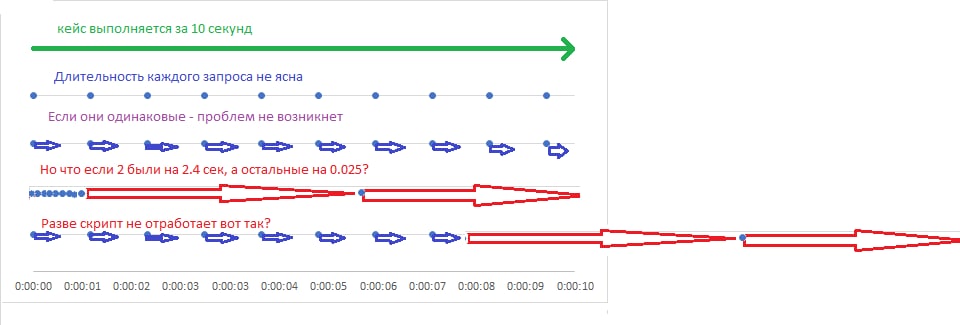 кейс выполняется за 10 секунд
Длительность каждого запроса не ясна
Если они одинаковые - проблем не возникнет
Но что если 2 были на 2.4 сек, а остальные на 0.025?
Разве скрипт не отработает вот так?
0:00:00 0:00:01 0:00:02 0:00:03 0:00:03 0:00:04 0:00:05 0:00:06 0:00:07 0:00:08 0:00:09 0:00:10